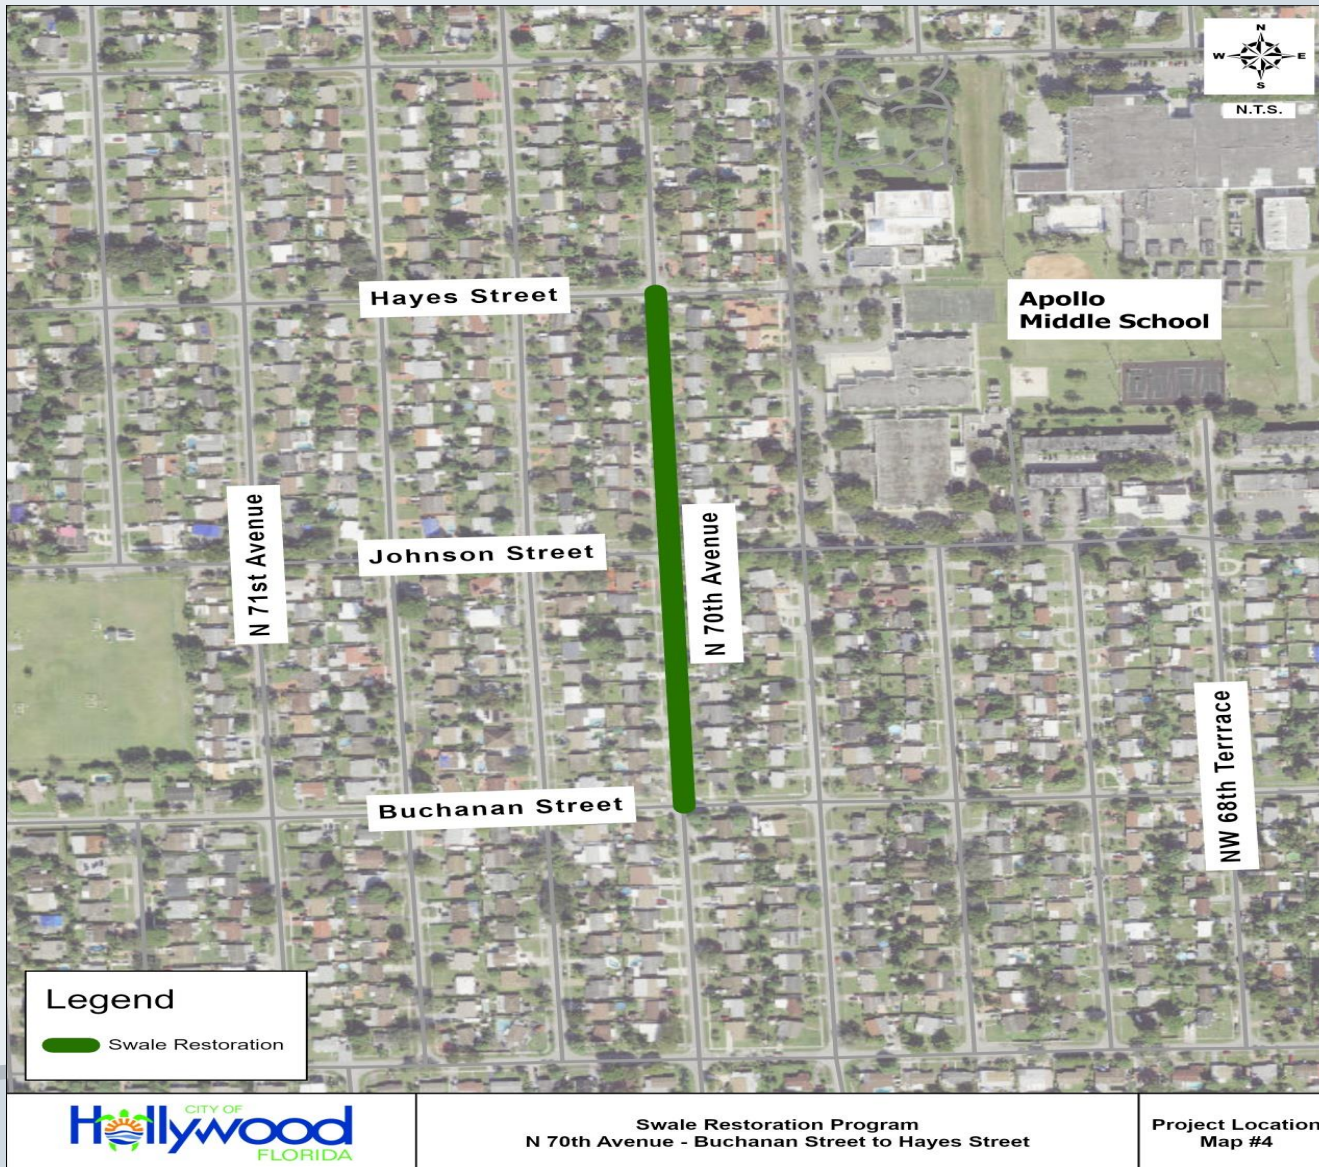 N
W E
S
N.T.S.
Hayes Street
Apollo
Middle School
N 71st Avenue
Johnson Street
N 70th Avenue
Buchanan Street
NW 68th Terrrace
Legend
Swale Restoration
CITY OF
Hollywood
FLORIDA
Swale Restoration Program
N 70th Avenue - Buchanan Street to Hayes Street
Project Location
Map #4